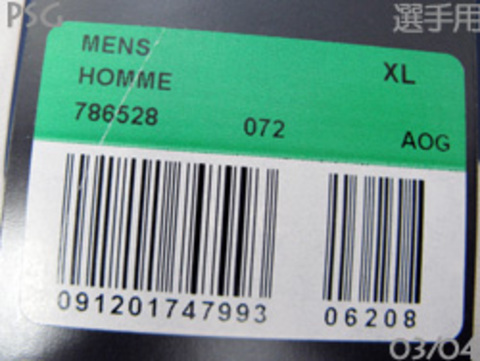 PSG 選手用
MENS
HOMME XL
786528 072 AOG
091201747993 06208
03/04